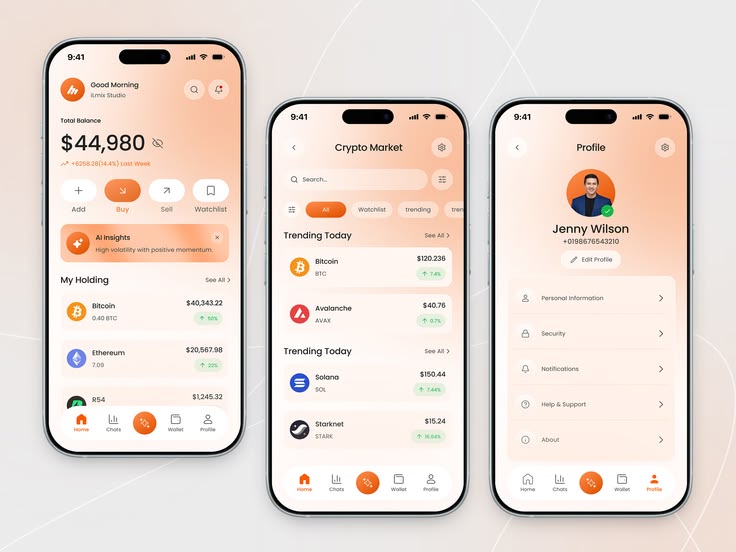 9:41
Good Morning
ILmix Studio
Total Balance
$44,980
+6258.28(14.4%) Last Week
Add
Buy
Sell
Watchlist
AI Insights
High volatility with positive momentum.
My Holding
See All
Bitcoin
0.40 BTC
$40,343.22
50%
Ethereum
7.09
$20,567.98
22%
R54
$1,245.32
Home
Chats
Wallet
Profile
9:41
Crypto Market
Search...
All
Watchlist
trending
tren
Trending Today
See All
Bitcoin
BTC
$120.236
7.4%
Avalanche
AVAX
$40.76
0.7%
Trending Today
See All
Solana
SOL
$150.44
7.44%
Starknet
STARK
$15.24
10.04%
Home
Chats
Wallet
Profile
9:41
Profile
Jenny Wilson
+0198676543210
Edit Profile
Personal Information
Security
Notifications
Help & Support
About
Home
Chats
Wallet
Profile